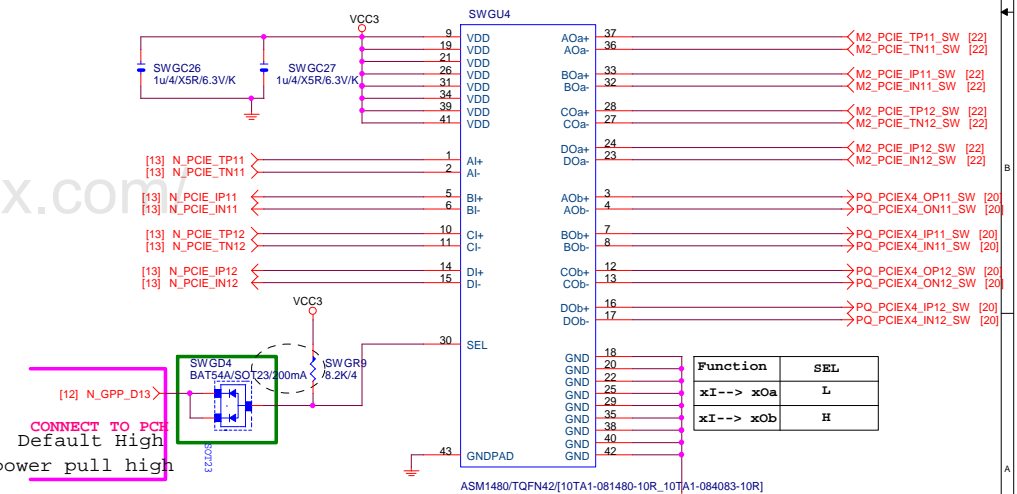 SWGU4
VCC3
SWGC26
1u/4/X5R/6.3V/K
SWGC27
1u/4/X5R/6.3V/K
9 VDD
19 VDD
21 VDD
26 VDD
31 VDD
34 VDD
39 VDD
41 VDD
AOa+ 37 M2_PCIE_TP11_SW [22]
AOa- 36 M2_PCIE_TN11_SW [22]
BOa+ 33 M2_PCIE_IP11_SW [22]
BOa- 32 M2_PCIE_IN11_SW [22]
COa+ 28 M2_PCIE_TP12_SW [22]
COa- 27 M2_PCIE_TN12_SW [22]
DOa+ 24 M2_PCIE_IP12_SW [22]
DOa- 23 M2_PCIE_IN12_SW [22]
[13] N_PCIE_TP11 1 AI+
[13] N_PCIE_TN11 2 AI-
[13] N_PCIE_IP11 5 BI+
[13] N_PCIE_IN11 6 BI-
[13] N_PCIE_TP12 10 CI+
[13] N_PCIE_TN12 11 CI-
[13] N_PCIE_IP12 14 DI+
[13] N_PCIE_IN12 15 DI-
AOb+ 3 PQ_PCIEX4_OP11_SW [20]
AOb- 4 PQ_PCIEX4_ON11_SW [20]
BOb+ 7 PQ_PCIEX4_IP11_SW [20]
BOb- 8 PQ_PCIEX4_IN11_SW [20]
COb+ 12 PQ_PCIEX4_OP12_SW [20]
COb- 13 PQ_PCIEX4_ON12_SW [20]
DOb+ 16 PQ_PCIEX4_IP12_SW [20]
DOb- 17 PQ_PCIEX4_IN12_SW [20]
x.com/
B
VCC3
30 SEL
SWGD4
BAT54A/SOT23/200mA
SWGR9
8.2K/4
[12] N_GPP_D13
SOT23
CONNECT TO PCH
Default High
power pull high
GND 18
GND 20
GND 22
GND 25
GND 29
GND 35
GND 38
GND 40
GND 42
43 GNDPAD
Function SEL
xI--> xOa L
xI--> xOb H
A
ASM1480/TQFN42/[10TA1-081480-10R_10TA1-084083-10R]